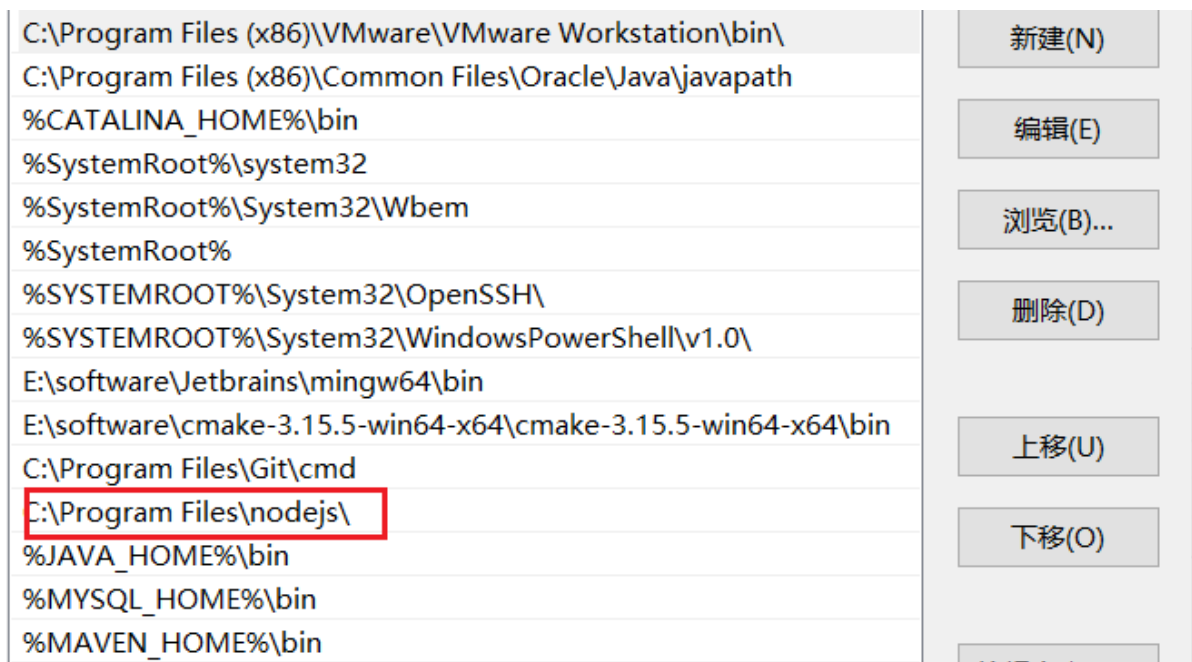 C:\Program Files (x86)\VMware\VMware Workstation\bin\
新建(N)
C:\Program Files (x86)\Common Files\Oracle\Java\javapath
%CATALINA_HOME%\bin
编辑(E)
%SystemRoot%\system32
%SystemRoot%\System32\Wbem
浏览(B)...
%SystemRoot%
%SYSTEMROOT%\System32\OpenSSH\
删除(D)
%SYSTEMROOT%\System32\WindowsPowerShell\v1.0\
E:\software\Jetbrains\mingw64\bin
E:\software\cmake-3.15.5-win64-x64\cmake-3.15.5-win64-x64\bin
上移(U)
C:\Program Files\Git\cmd
C:\Program Files\nodejs\
下移(O)
%JAVA_HOME%\bin
%MYSQL_HOME%\bin
%MAVEN_HOME%\bin